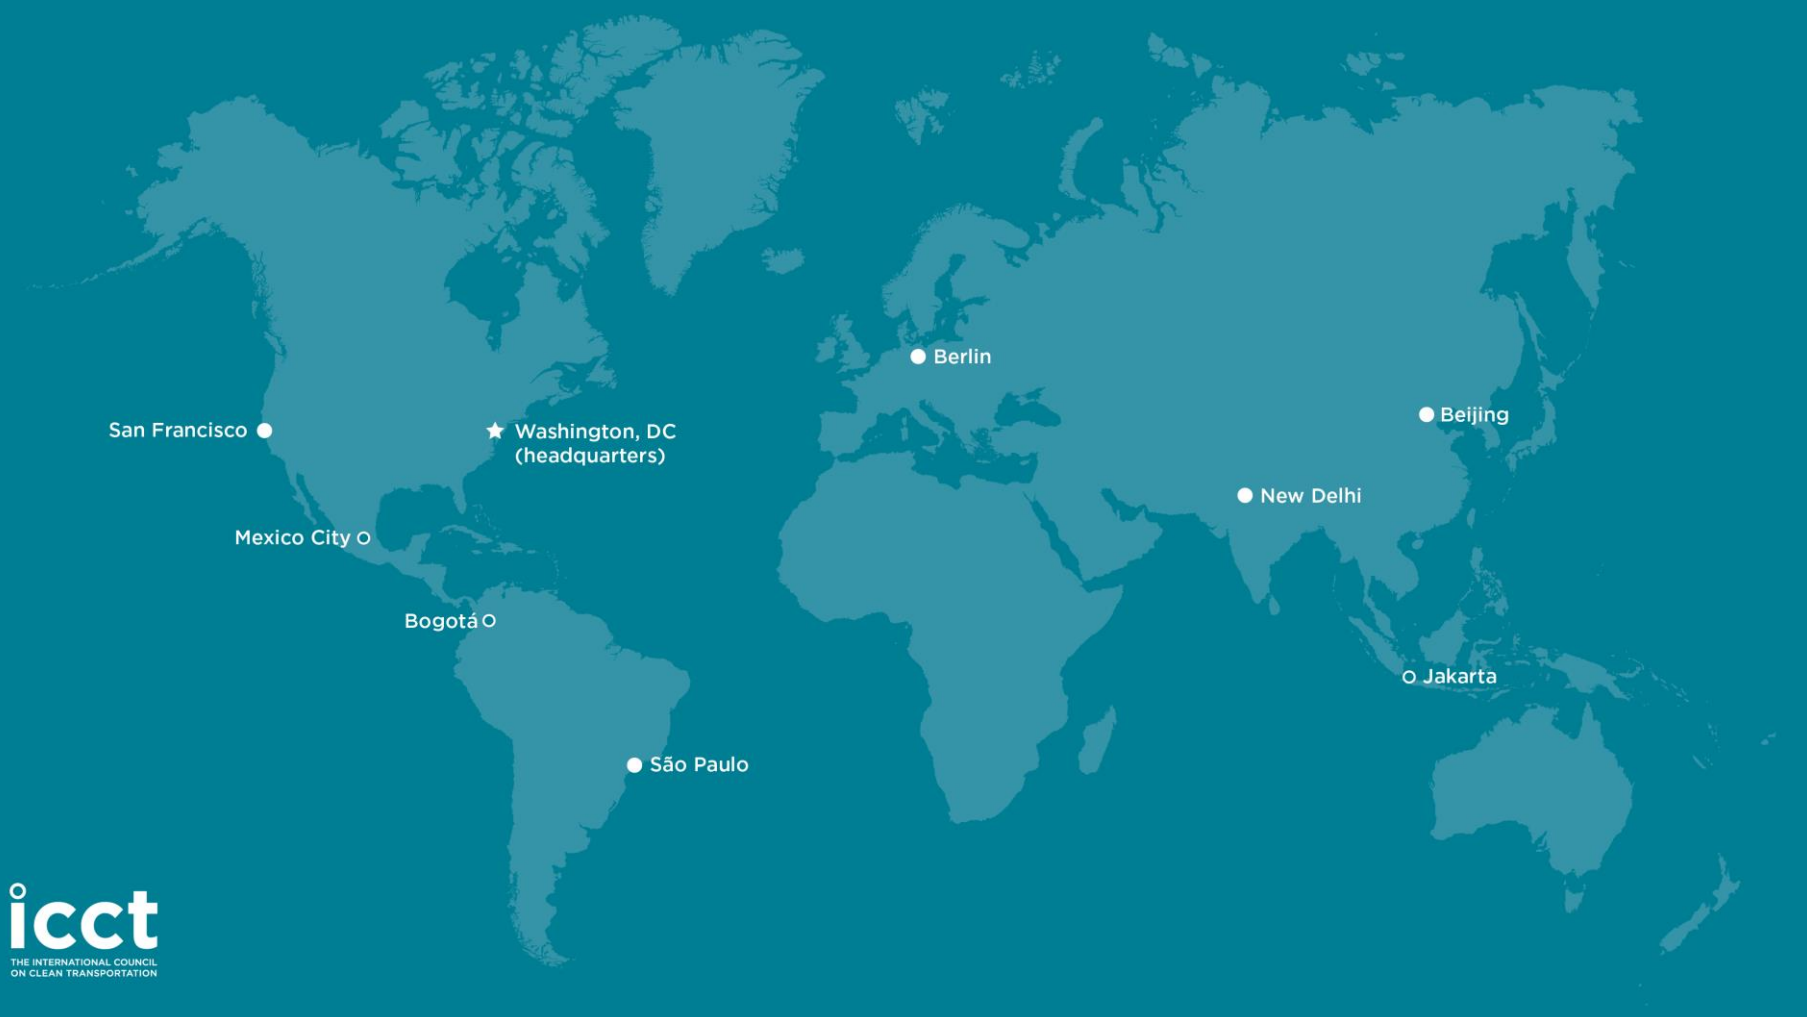 Berlin
Beijing
San Francisco
Washington, DC
(headquarters)
New Delhi
Mexico City
Bogotá
Jakarta
São Paulo
icct
THE INTERNATIONAL COUNCIL
ON CLEAN TRANSPORTATION